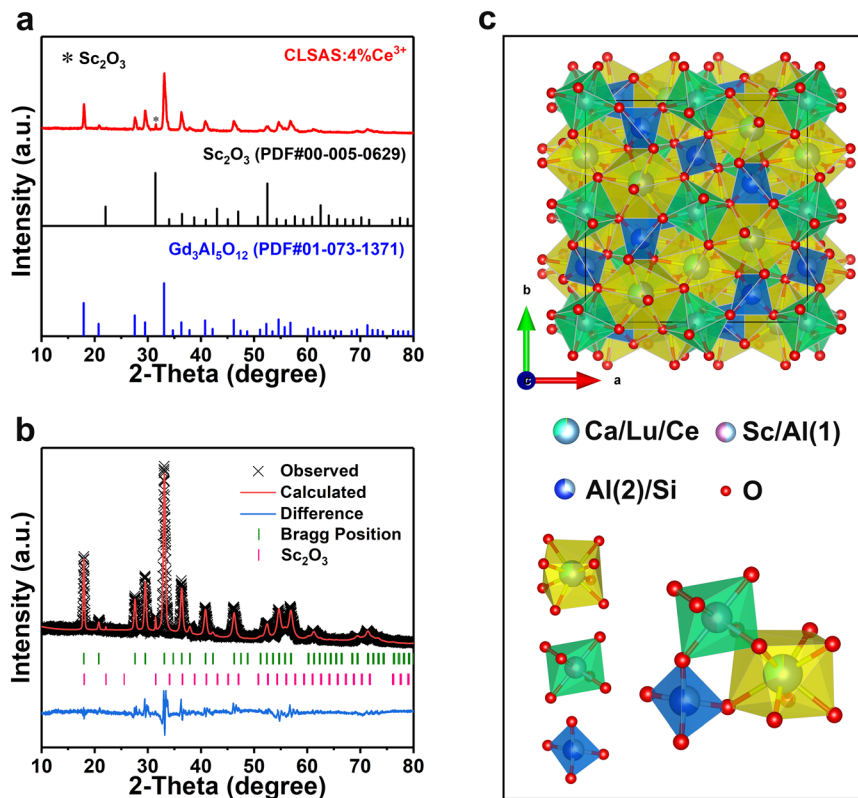 a
* Sc₂O₃
CLSAS:4%Ce³⁺
Sc₂O₃ (PDF#00-005-0629)
Gd₃Al₅O₁₂ (PDF#01-073-1371)
Intensity (a.u.)
10 20 30 40 50 60 70 80
2-Theta (degree)
b
Observed
Calculated
Difference
Bragg Position
Sc₂O₃
Intensity (a.u.)
10 20 30 40 50 60 70 80
2-Theta (degree)
c
b
c
a
Ca/Lu/Ce
Sc/Al(1)
Al(2)/Si
O